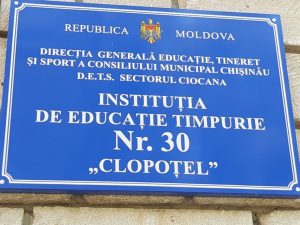 REPUBLICA MOLDOVA
DIRECȚIA GENERALĂ EDUCAȚIE, TINERET
ȘI SPORT A CONSILIULUI MUNICIPAL CHIȘINĂU
D.E.T.S. SECTORUL CIOCANA
INSTITUȚIA
DE EDUCAȚIE TIMPURIE
Nr. 30
„CLOPOȚEL”